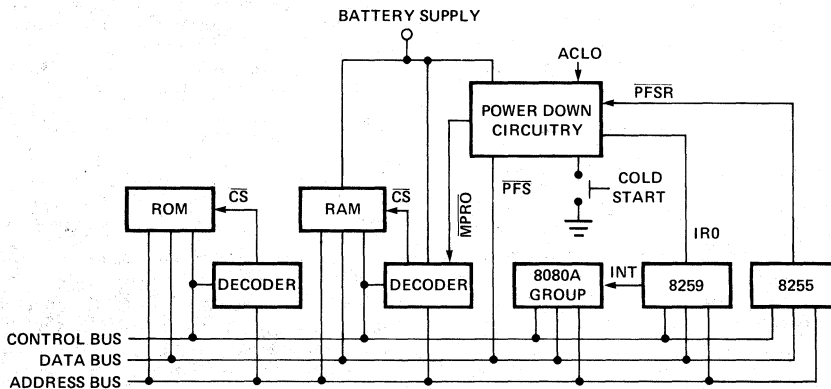 BATTERY SUPPLY
ACLO
PFSR
POWER DOWN
CIRCUITRY
CS
CS
PFS
COLD
START
ROM
RAM
MPRO
IR0
DECODER
DECODER
8080A
GROUP
INT
8259
8255
CONTROL BUS
DATA BUS
ADDRESS BUS